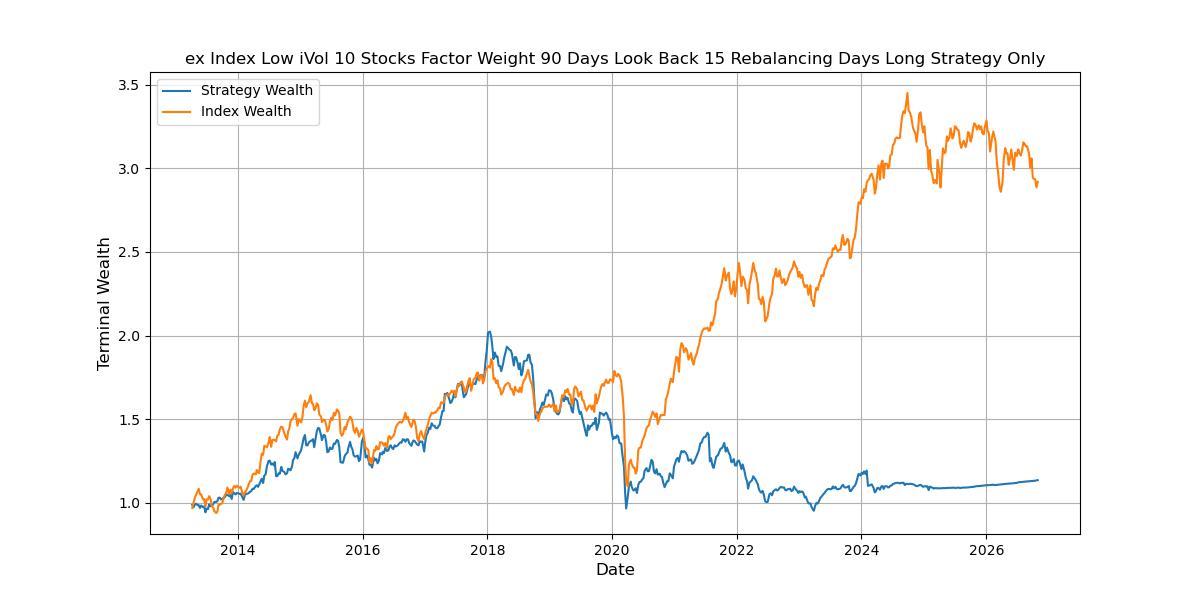 ex Index Low iVol 10 Stocks Factor Weight 90 Days Look Back 15 Rebalancing Days Long Strategy Only
Strategy Wealth
Index Wealth
Terminal Wealth
3.5
3.0
2.5
2.0
1.5
1.0
2014 2016 2018 2020 2022 2024 2026
Date